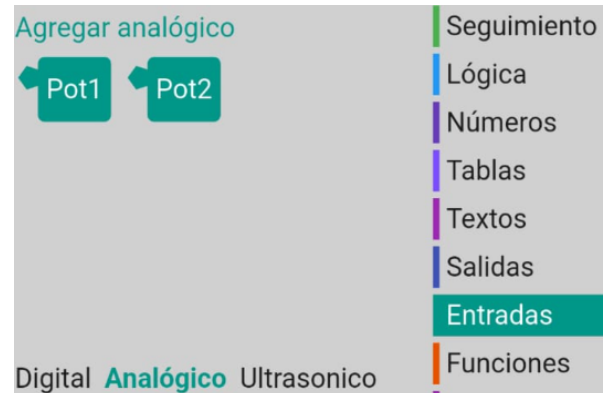 Agregar analógico
Pot1 Pot2
Digital Analógico Ultrasonico
Seguimiento
Lógica
Números
Tablas
Textos
Salidas
Entradas
Funciones